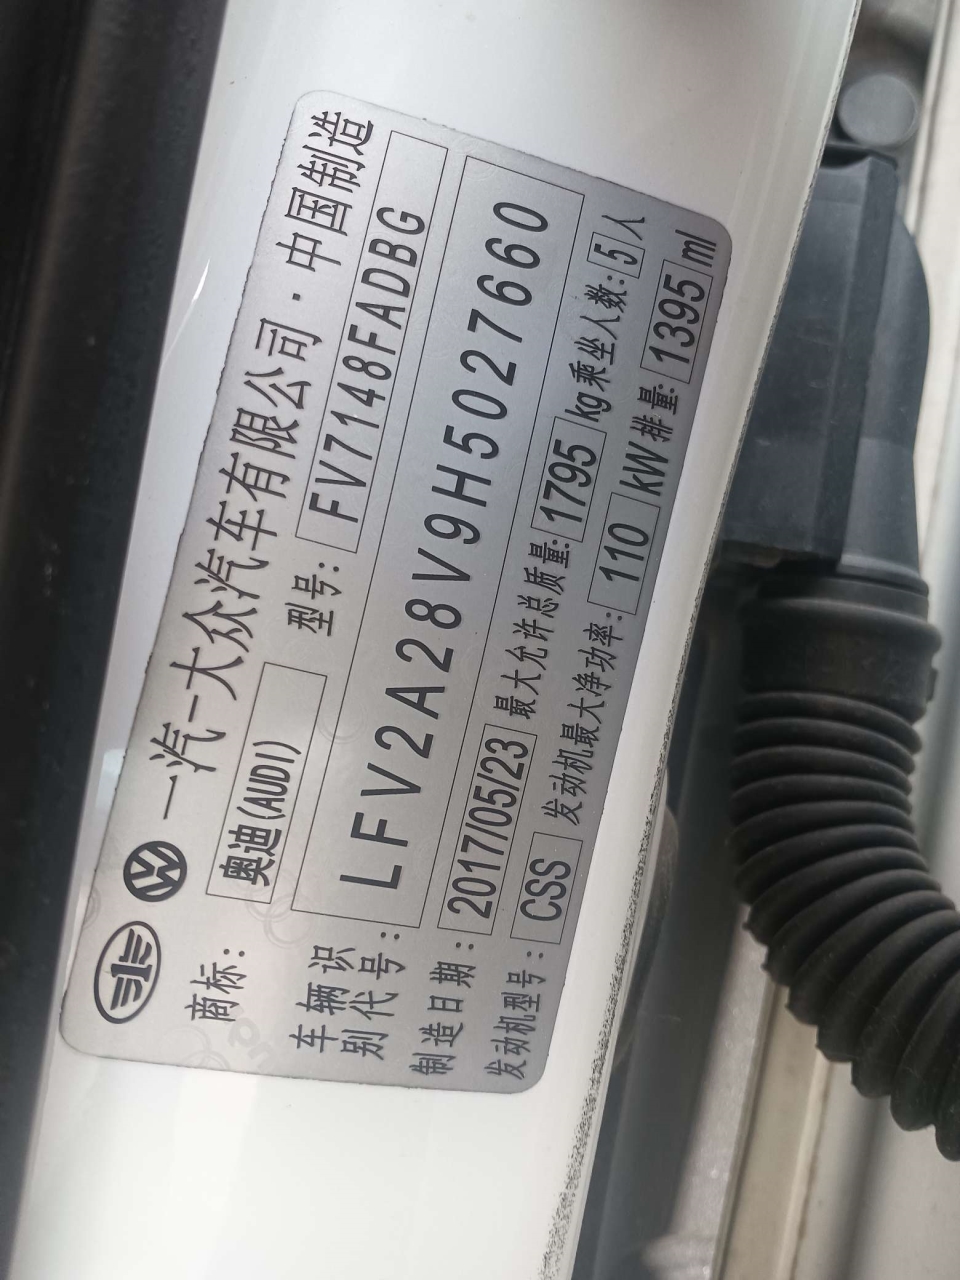 一汽-大众汽车有限公司·中国制造
商标: 奥迪(AUDI) 型号: FV7148FADBG
车辆识别代号: LFV2A28V9H5027660
制造日期: 2017/05/23 最大允许总质量: 1795 kg 乘坐人数: 5 人
发动机型号: CSS 发动机最大净功率: 110 kW 排量: 1395 ml